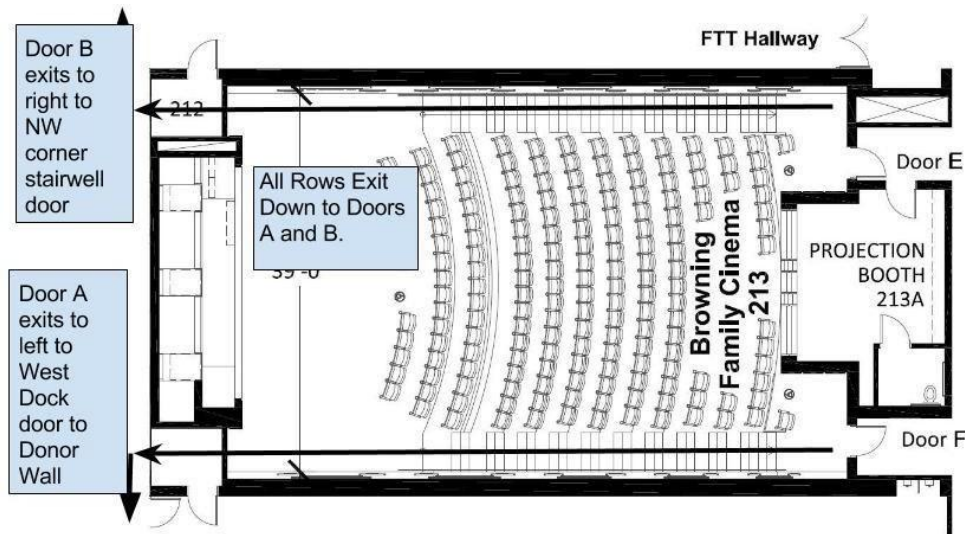 Door B
exits to
right to
NW
corner
stairwell
door
212
FTT Hallway
Door E
All Rows Exit
Down to Doors
A and B.
Browning
Family Cinema
213
PROJECTION
BOOTH
213A
Door A
exits to
left to
West
Dock
door to
Donor
Wall
Door F